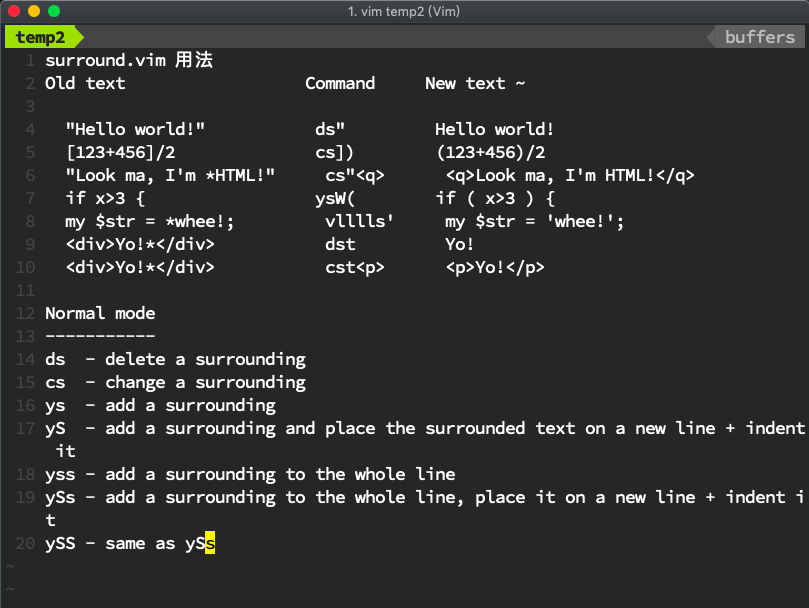 1. vim temp2 (Vim)
temp2 buffers
1 surround.vim 用法
2 Old text Command New text ~
3
4 "Hello world!" ds" Hello world!
5 [123+456]/2 cs]) (123+456)/2
6 "Look ma, I'm *HTML!" cs"<q> <q>Look ma, I'm HTML!</q>
7 if x>3 { ysW( if ( x>3 ) {
8 my $str = *whee!; vlllls' my $str = 'whee!';
9 <div>Yo!*</div> dst Yo!
10 <div>Yo!*</div> cst<p> <p>Yo!</p>
11
12 Normal mode
13 -----------
14 ds - delete a surrounding
15 cs - change a surrounding
16 ys - add a surrounding
17 yS - add a surrounding and place the surrounded text on a new line + indent
it
18 yss - add a surrounding to the whole line
19 ySs - add a surrounding to the whole line, place it on a new line + indent i
t
20 ySS - same as ySs
~
~